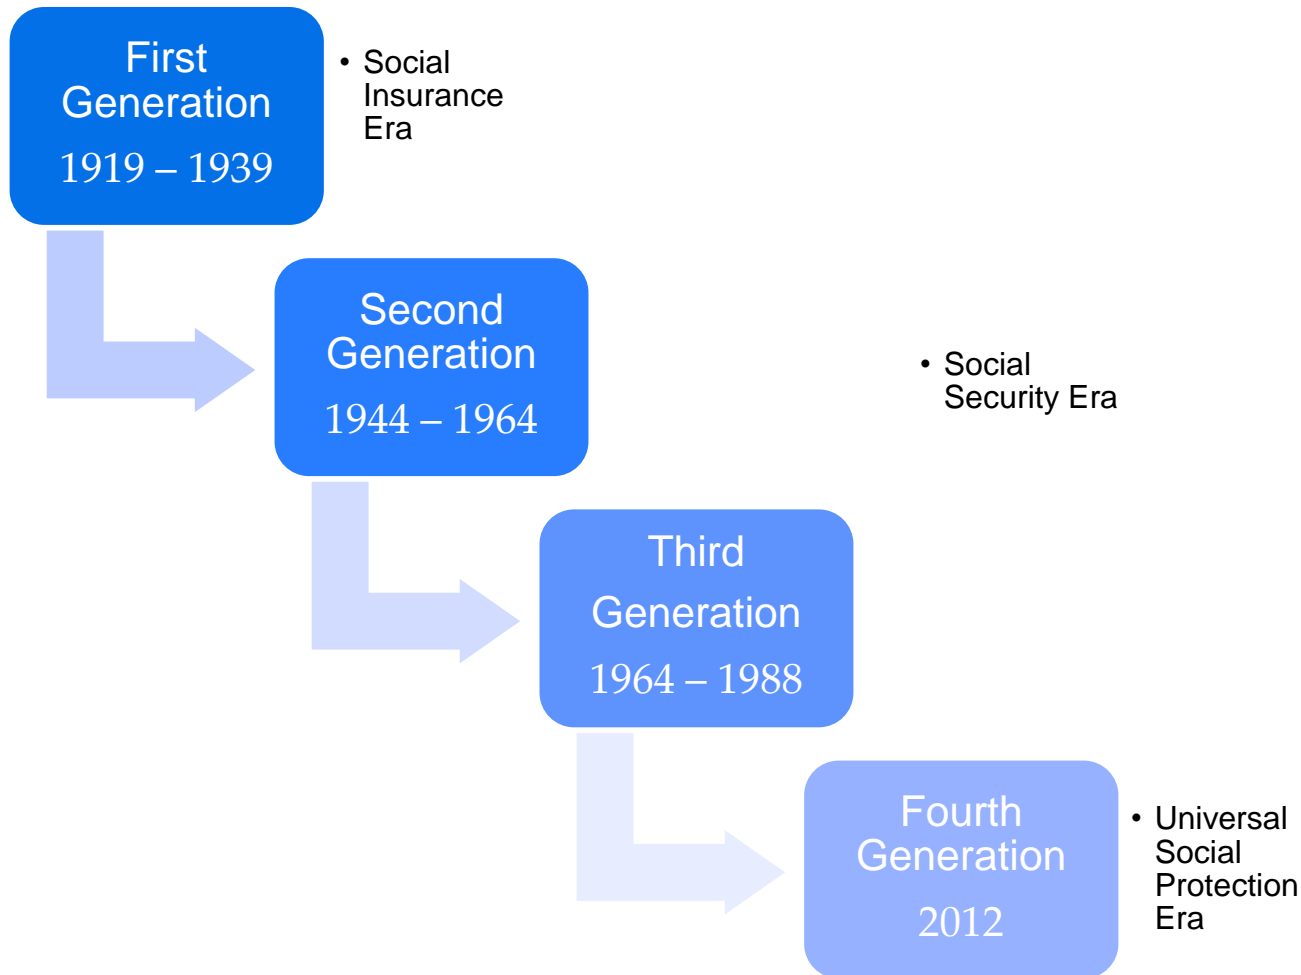 First
Generation
1919 – 1939
• Social
Insurance
Era
Second
Generation
1944 – 1964
• Social
Security Era
Third
Generation
1964 – 1988
Fourth
Generation
2012
• Universal
Social
Protection
Era